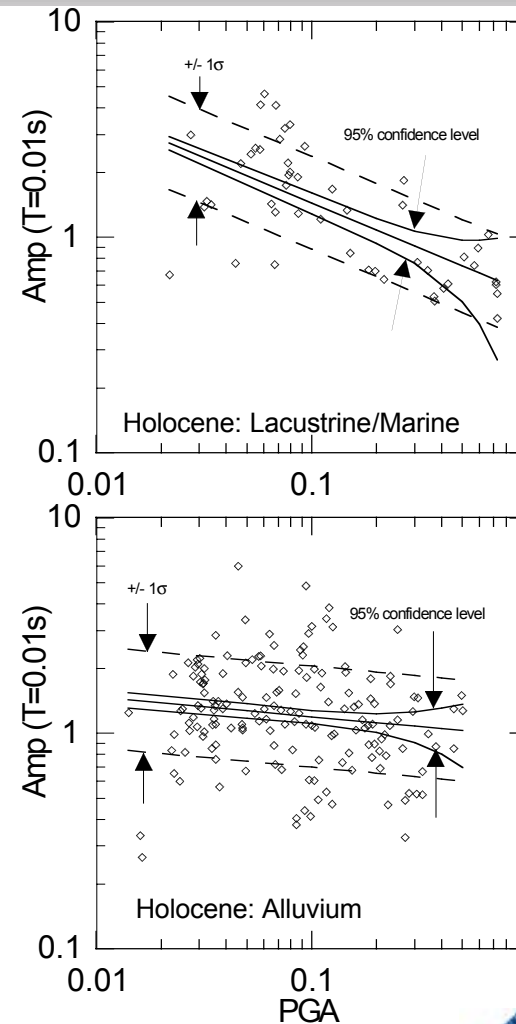 10
+/- 1σ
95% confidence level
Amp (T=0.01s)
1
Holocene: Lacustrine/Marine
0.1
0.01
0.1
10
+/- 1σ
95% confidence level
Amp (T=0.01s)
1
Holocene: Alluvium
0.1
0.01
0.1
PGA